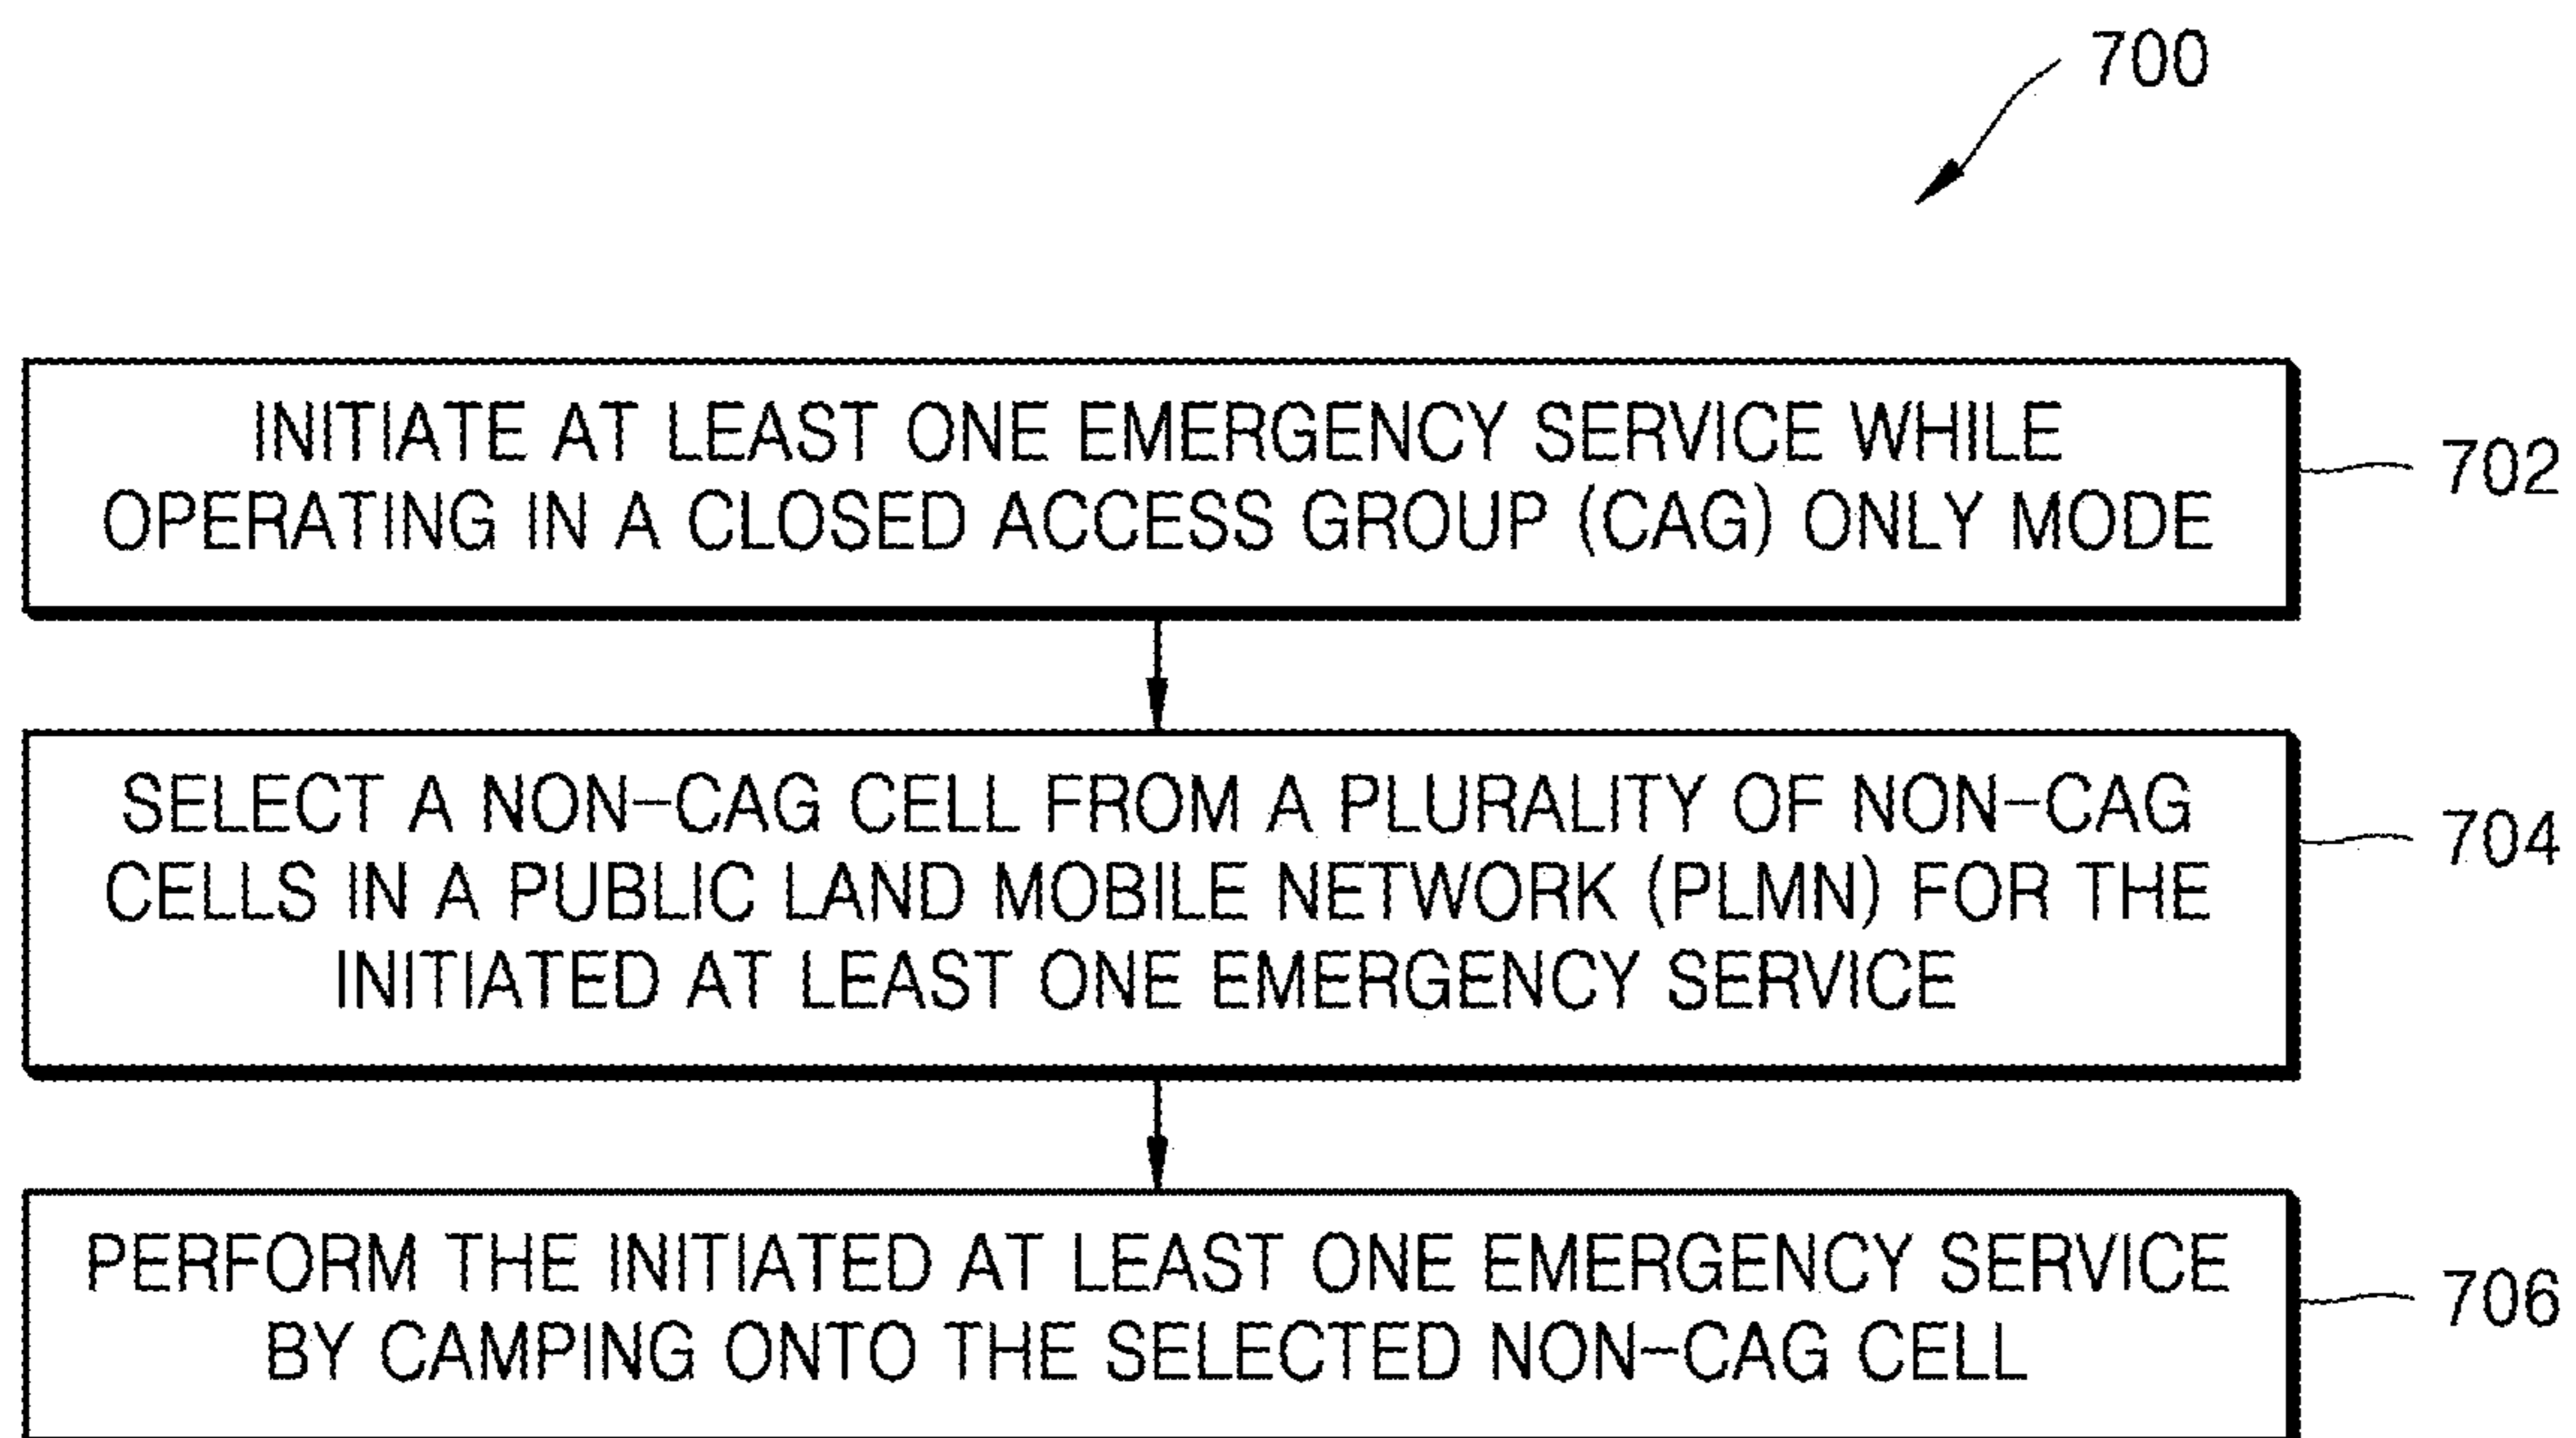 700
INITIATE AT LEAST ONE EMERGENCY SERVICE WHILE
OPERATING IN A CLOSED ACCESS GROUP (CAG) ONLY MODE
702
SELECT A NON-CAG CELL FROM A PLURALITY OF NON-CAG
CELLS IN A PUBLIC LAND MOBILE NETWORK (PLMN) FOR THE
INITIATED AT LEAST ONE EMERGENCY SERVICE
704
PERFORM THE INITIATED AT LEAST ONE EMERGENCY SERVICE
BY CAMPING ONTO THE SELECTED NON-CAG CELL
706